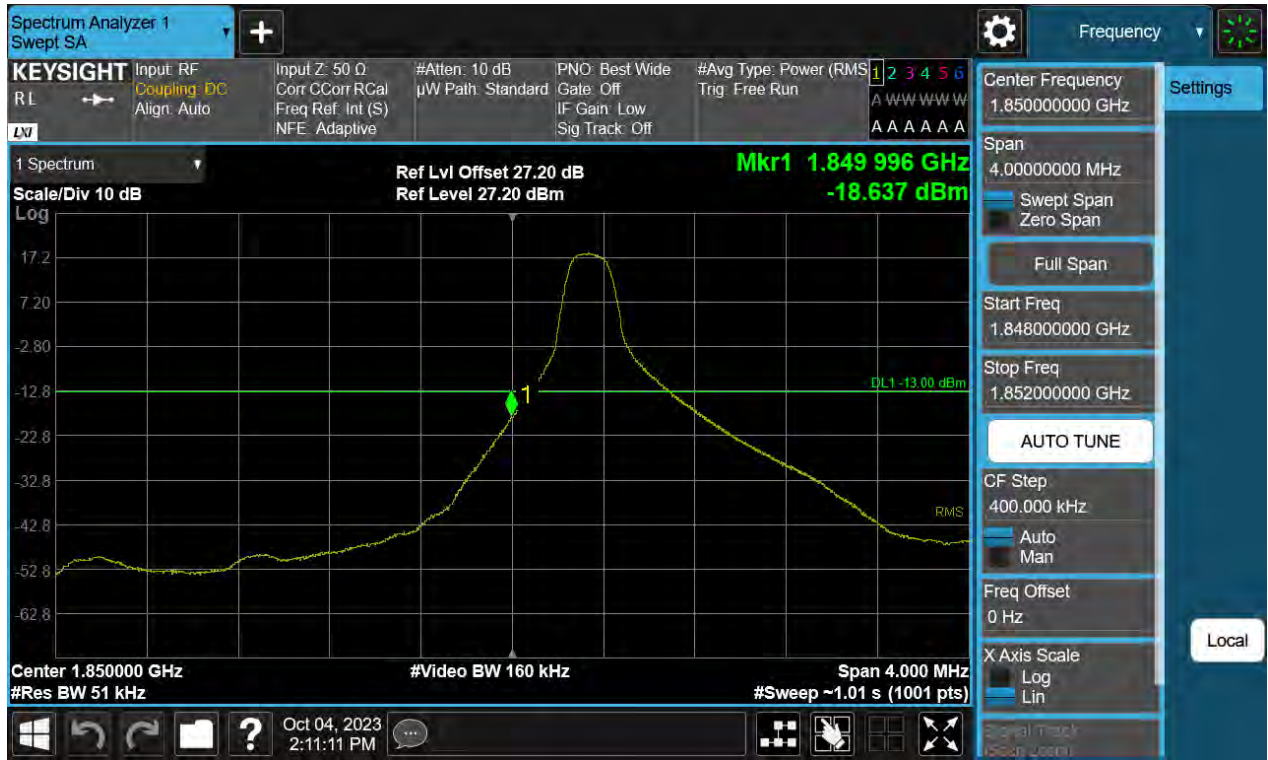 Spectrum Analyzer 1
Swept SA
Frequency
KEYSIGHT
RL
LXI
Input: RF
Coupling: DC
Align: Auto
Input Z: 50 Ω
Corr CCorr RCal
Freq Ref: Int (S)
NFE: Adaptive
#Atten: 10 dB
µW Path: Standard
PNO: Best Wide
Gate: Off
IF Gain: Low
Sig Track: Off
#Avg Type: Power (RMS
Trig: Free Run
1 2 3 4 5 6
A W W W W W
A A A A A A
1 Spectrum
Scale/Div 10 dB
Ref Lvl Offset 27.20 dB
Ref Level 27.20 dBm
Mkr1 1.849 996 GHz
-18.637 dBm
Log
17.2
7.20
-2.80
-12.8
-22.8
-32.8
-42.8
-52.8
-62.8
1
DL1 -13.00 dBm
RMS
Center 1.850000 GHz
#Res BW 51 kHz
#Video BW 160 kHz
Span 4.000 MHz
#Sweep ~1.01 s (1001 pts)
Center Frequency
1.850000000 GHz
Span
4.00000000 MHz
Swept Span
Zero Span
Full Span
Start Freq
1.848000000 GHz
Stop Freq
1.852000000 GHz
AUTO TUNE
CF Step
400.000 kHz
Auto
Man
Freq Offset
0 Hz
X Axis Scale
Log
Lin
Signal Track
(Span Zoom)
Settings
Local
?
Oct 04, 2023
2:11:11 PM